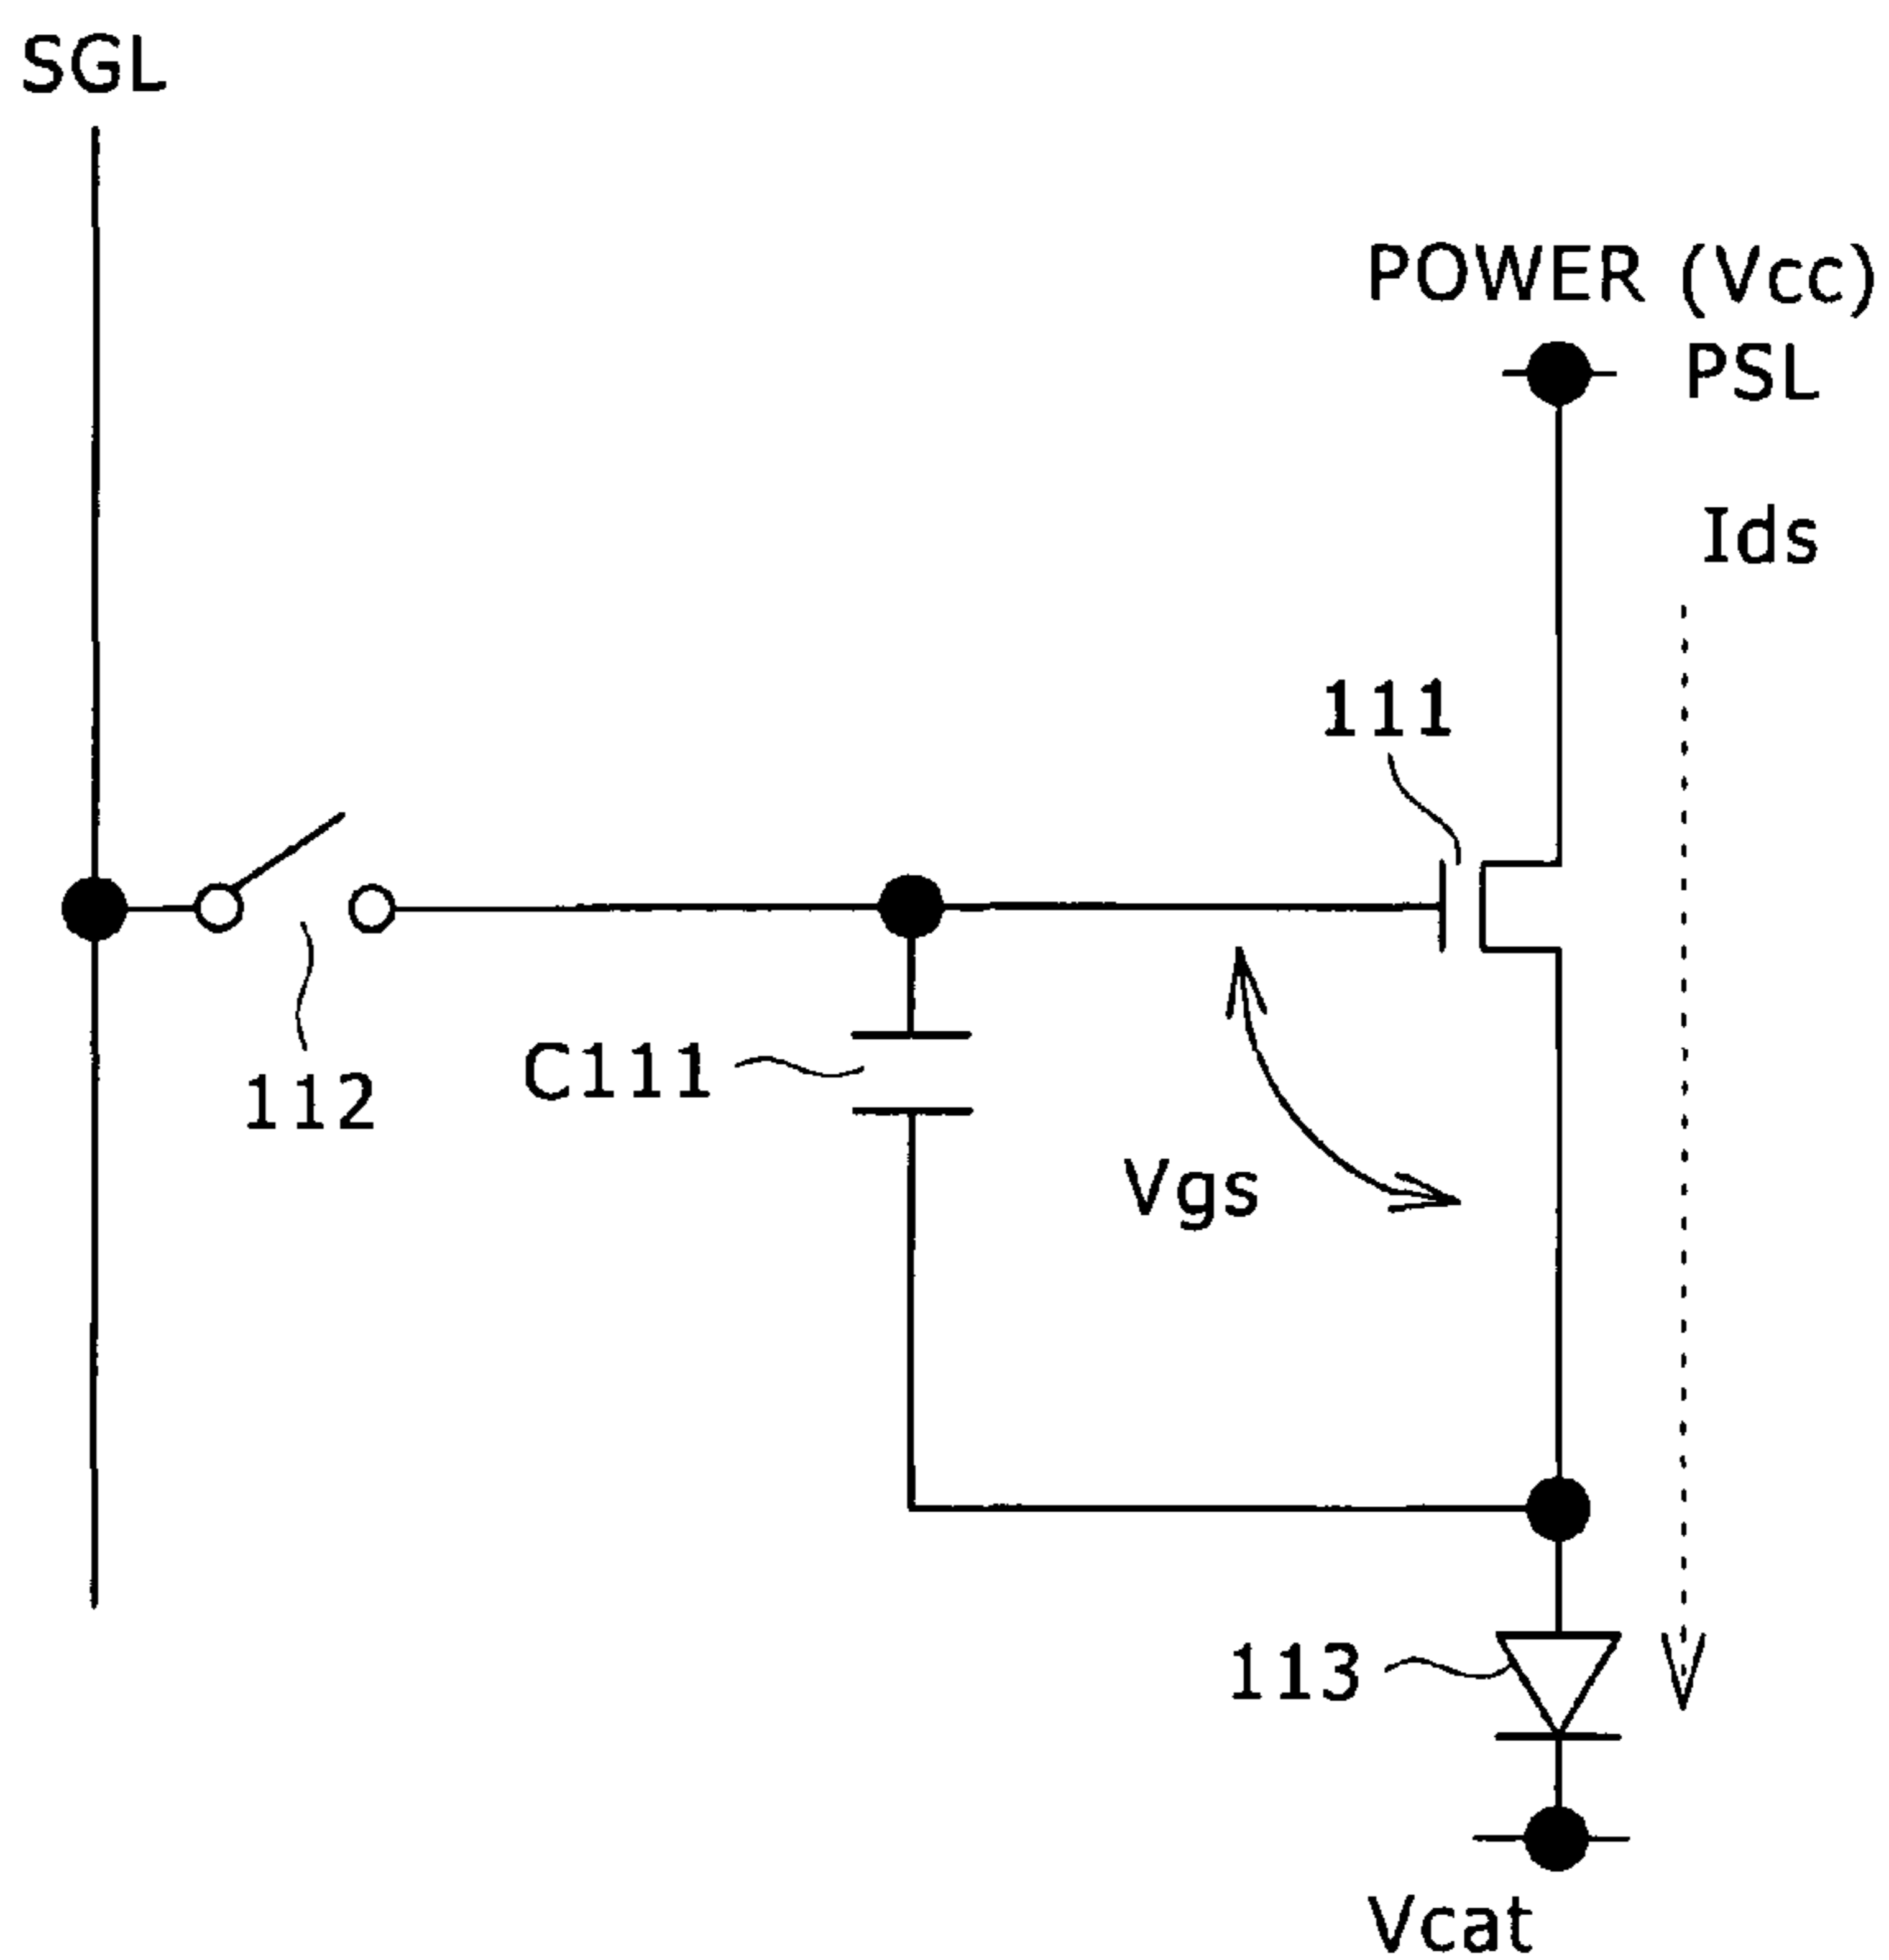 SGL
POWER (Vcc)
PSL
Ids
111
112
C111
Vgs
113
Vcat